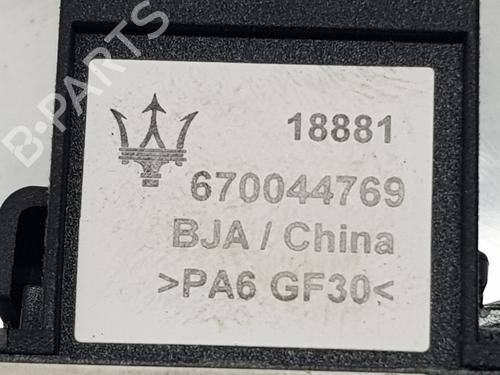 B-PARTS
18881
670044769
BJA / China
>PA6 GF30<